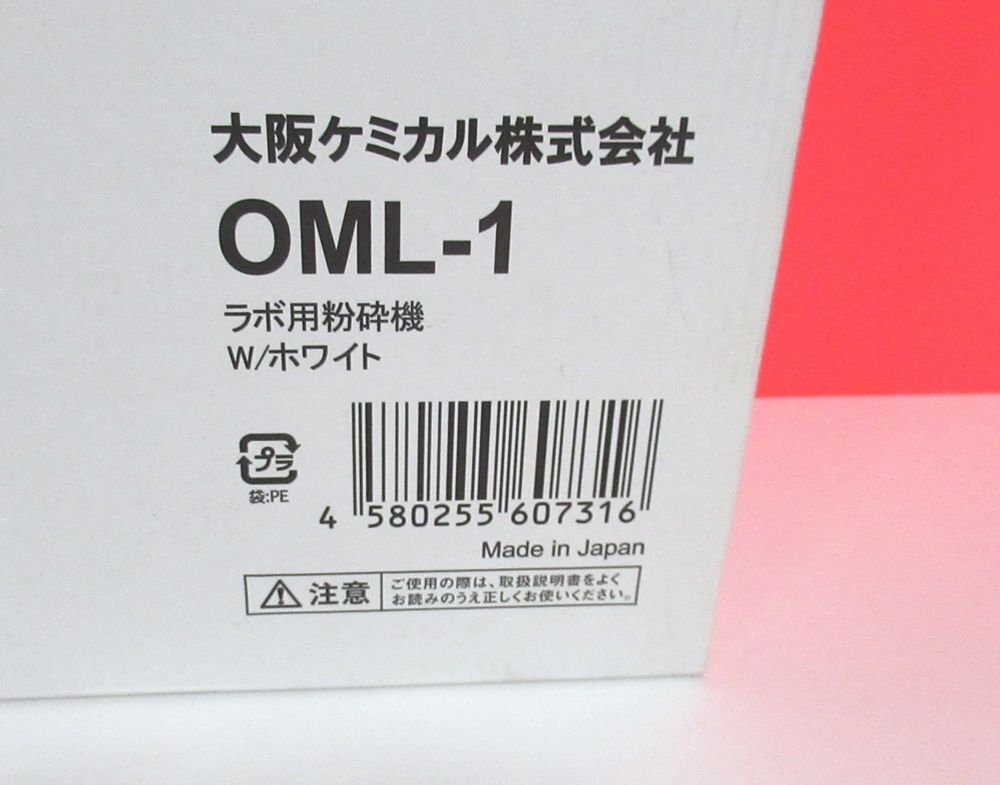 大阪ケミカル株式会社
OML-1
ラボ用粉砕機
W/ホワイト
プラ
袋:PE
4 580255 607316
Made in Japan
注意
ご使用の際は、取扱説明書をよく
お読みのうえ正しくお使いください。